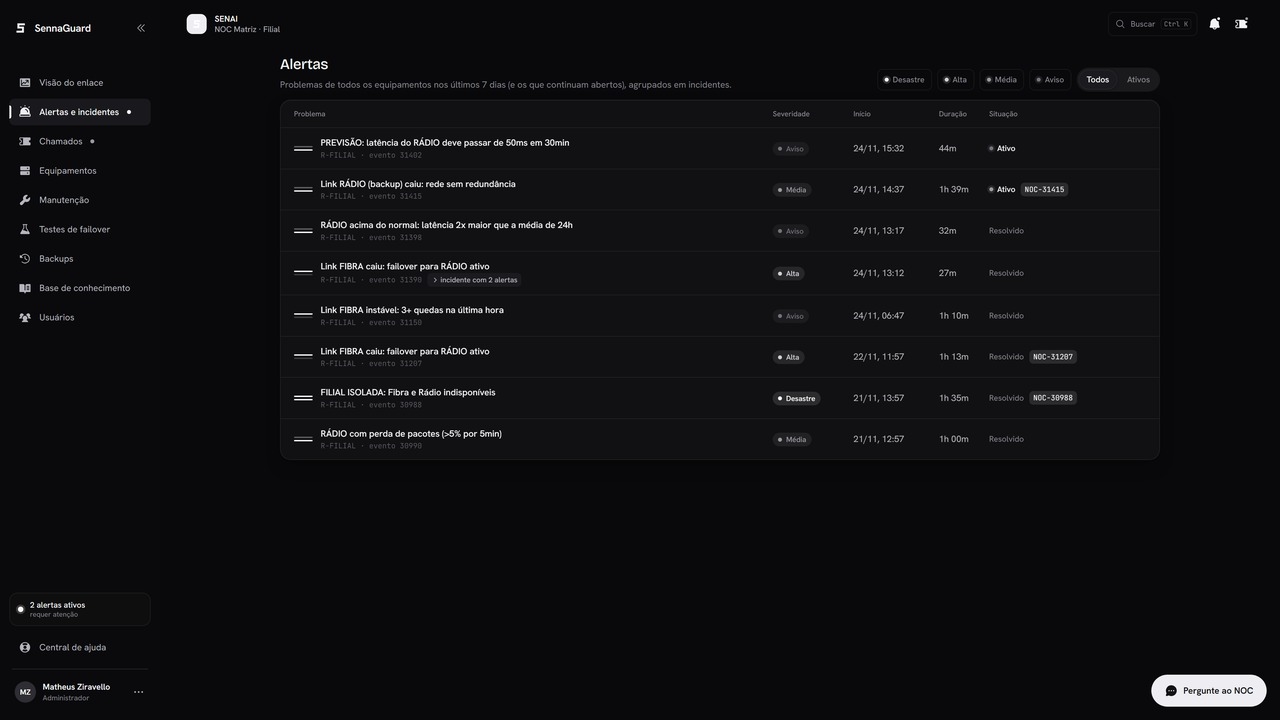 SennaGuard
Visão do enlace
Alertas e incidentes
Chamados
Equipamentos
Manutenção
Testes de failover
Backups
Base de conhecimento
Usuários
2 alertas ativos
requer atenção
Central de ajuda
MZ
Matheus Ziravello
Administrador
SENAI
NOC Matriz · Filial
Buscar Ctrl K
Alertas
Problemas de todos os equipamentos nos últimos 7 dias (e os que continuam abertos), agrupados em incidentes.
Desastre Alta Média Aviso Todos Ativos
Problema Severidade Início Duração Situação
PREVISÃO: latência do RÁDIO deve passar de 50ms em 30min
R-FILIAL · evento 31402
Aviso 24/11, 15:32 44m Ativo
Link RÁDIO (backup) caiu: rede sem redundância
R-FILIAL · evento 31415
Média 24/11, 14:37 1h 39m Ativo NOC-31415
RÁDIO acima do normal: latência 2x maior que a média de 24h
R-FILIAL · evento 31398
Aviso 24/11, 13:17 32m Resolvido
Link FIBRA caiu: failover para RÁDIO ativo
R-FILIAL · evento 31390 incidente com 2 alertas
Alta 24/11, 13:12 27m Resolvido
Link FIBRA instável: 3+ quedas na última hora
R-FILIAL · evento 31150
Aviso 24/11, 06:47 1h 10m Resolvido
Link FIBRA caiu: failover para RÁDIO ativo
R-FILIAL · evento 31207
Alta 22/11, 11:57 1h 13m Resolvido NOC-31207
FILIAL ISOLADA: Fibra e Rádio indisponíveis
R-FILIAL · evento 30988
Desastre 21/11, 13:57 1h 35m Resolvido NOC-30988
RÁDIO com perda de pacotes (>5% por 5min)
R-FILIAL · evento 30990
Média 21/11, 12:57 1h 00m Resolvido
Pergunte ao NOC